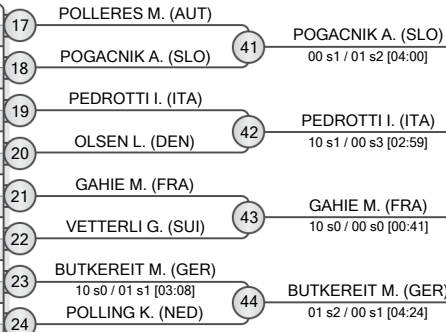 17 POLLERES M. (AUT)
18 POGACNIK A. (SLO)
41 POGACNIK A. (SLO)
00 s1 / 01 s2 [04:00]
19 PEDROTTI I. (ITA)
20 OLSEN L. (DEN)
42 PEDROTTI I. (ITA)
10 s1 / 00 s3 [02:59]
21 GAHIE M. (FRA)
22 VETTERLI G. (SUI)
43 GAHIE M. (FRA)
10 s0 / 00 s0 [00:41]
23 BUTKEREIT M. (GER)
10 s0 / 01 s1 [03:08]
24 POLLING K. (NED)
44 BUTKEREIT M. (GER)
01 s2 / 00 s1 [04:24]